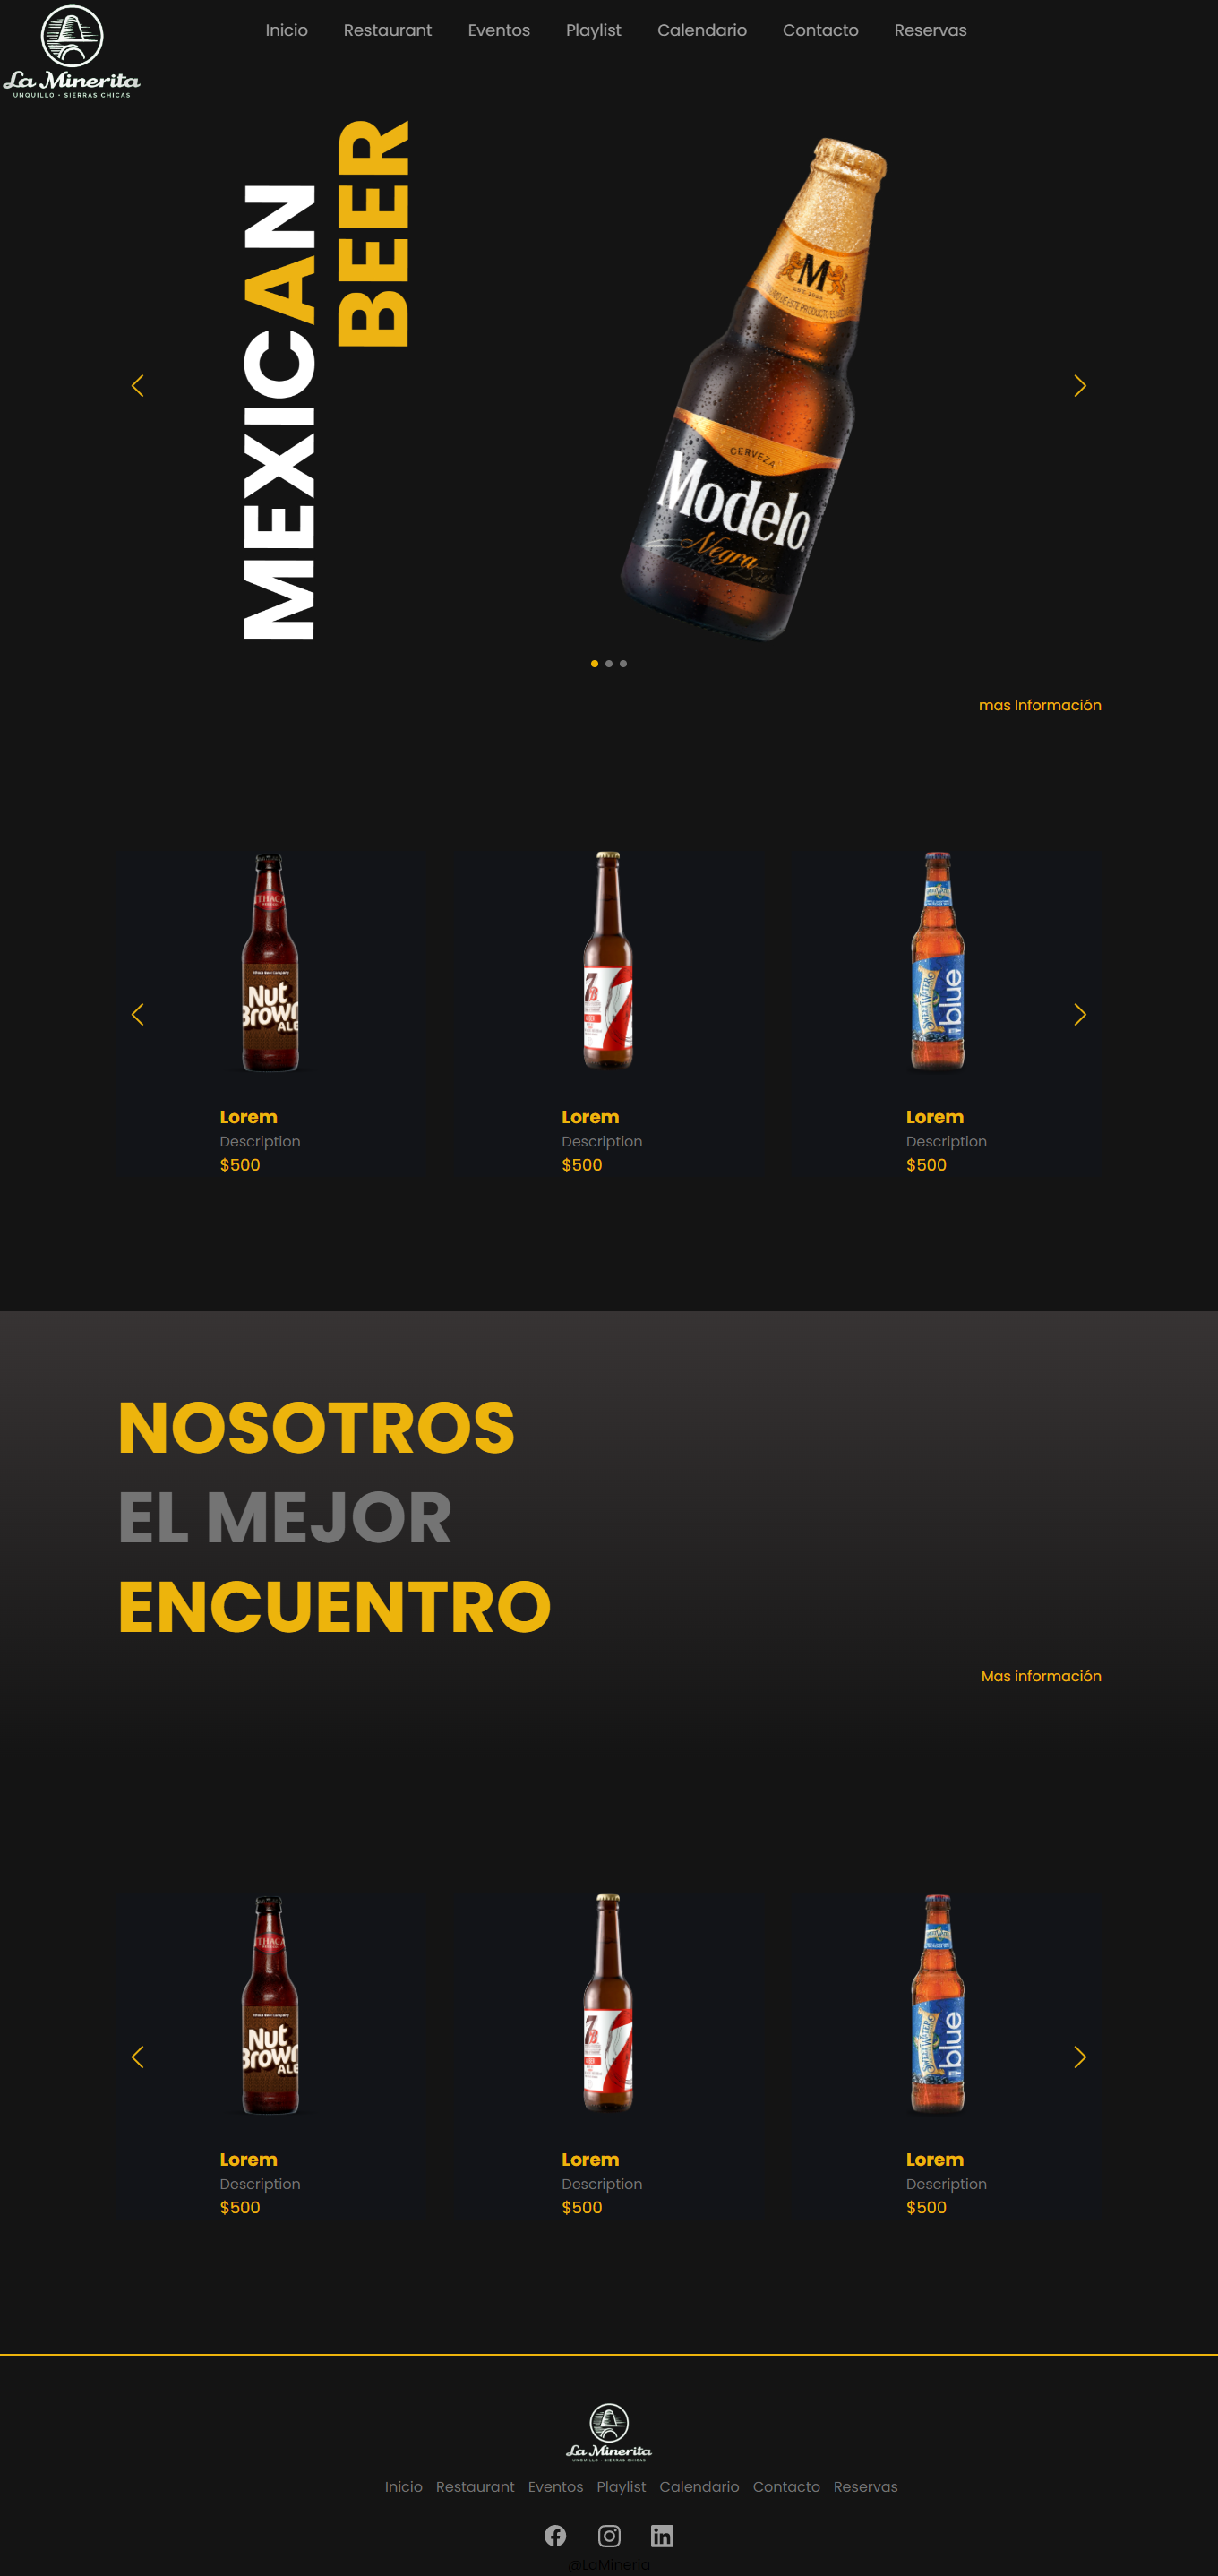 La Minerita
UNQUILLO - SIERRAS CHICAS
Inicio Restaurant Eventos Playlist Calendario Contacto Reservas
MEXICAN
BEER
M
CERVEZA
Modelo
Negra
mas Información
Nut
Brown
ALE
7
blue
Lorem
Description
$500
Lorem
Description
$500
Lorem
Description
$500
NOSOTROS
EL MEJOR
ENCUENTRO
Mas información
Nut
Brown
ALE
7
blue
Lorem
Description
$500
Lorem
Description
$500
Lorem
Description
$500
La Minerita
UNQUILLO - SIERRAS CHICAS
Inicio Restaurant Eventos Playlist Calendario Contacto Reservas
@LaMineria